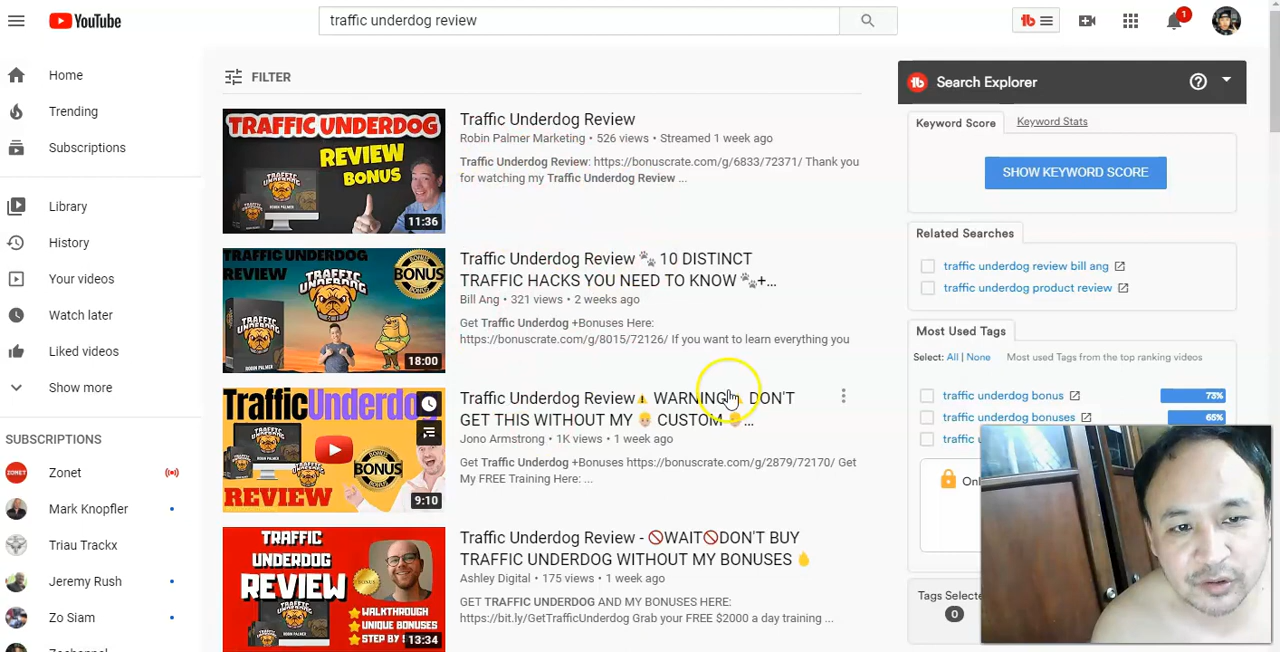 YouTube
traffic underdog review
1
Home
Trending
Subscriptions
Library
History
Your videos
Watch later
Liked videos
Show more
SUBSCRIPTIONS
Zonet
Mark Knopfler
Triau Trackx
Jeremy Rush
Zo Siam
FILTER
TRAFFIC UNDERDOG
REVIEW
BONUS
11:36
Traffic Underdog Review
Robin Palmer Marketing • 526 views • Streamed 1 week ago
Traffic Underdog Review: https://bonuscrate.com/g/6833/72371/ Thank you
for watching my Traffic Underdog Review ...
TRAFFIC UNDERDOG
REVIEW
BONUS
18:00
Traffic Underdog Review 🐾 10 DISTINCT
TRAFFIC HACKS YOU NEED TO KNOW 🐾+...
Bill Ang • 321 views • 2 weeks ago
Get Traffic Underdog +Bonuses Here:
https://bonuscrate.com/g/8015/72126/ If you want to learn everything you
TrafficUnderdog
BONUS
REVIEW
9:10
Traffic Underdog Review⚠ WARNING⚠ DON'T
GET THIS WITHOUT MY 👴 CUSTOM 👴...
Jono Armstrong • 1K views • 1 week ago
Get Traffic Underdog +Bonuses https://bonuscrate.com/g/2879/72170/ Get
My FREE Training Here: ...
TRAFFIC
UNDERDOG
REVIEW
BONUS
WALKTHROUGH
UNIQUE BONUSES
STEP BY S
13:34
Traffic Underdog Review - 🚫WAIT🚫DON'T BUY
TRAFFIC UNDERDOG WITHOUT MY BONUSES 👌
Ashley Digital • 175 views • 1 week ago
GET TRAFFIC UNDERDOG AND MY BONUSES HERE:
https://bit.ly/GetTrafficUnderdog Grab your FREE $2000 a day training ...
tb
Search Explorer
Keyword Score
Keyword Stats
SHOW KEYWORD SCORE
Related Searches
traffic underdog review bill ang
traffic underdog product review
Most Used Tags
Select: All | None Most used Tags from the top ranking videos
traffic underdog bonus
73%
traffic underdog bonuses
65%
traffic u
Onl
Tags Selecte
0